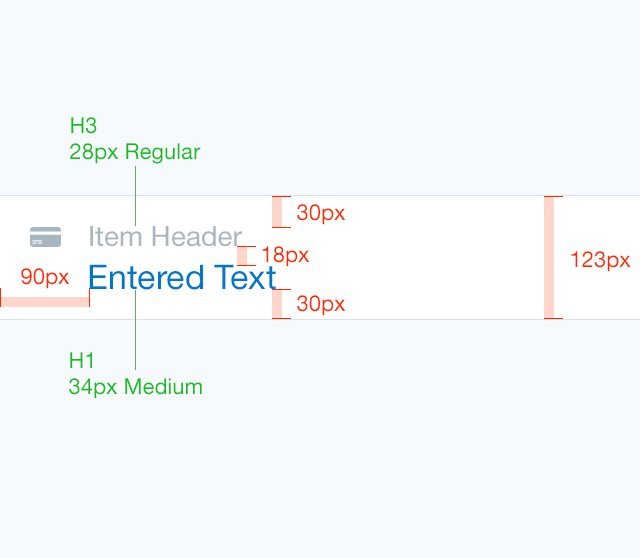 H3
28px Regular
30px
Item Header
18px
123px
90px
Entered Text
30px
H1
34px Medium